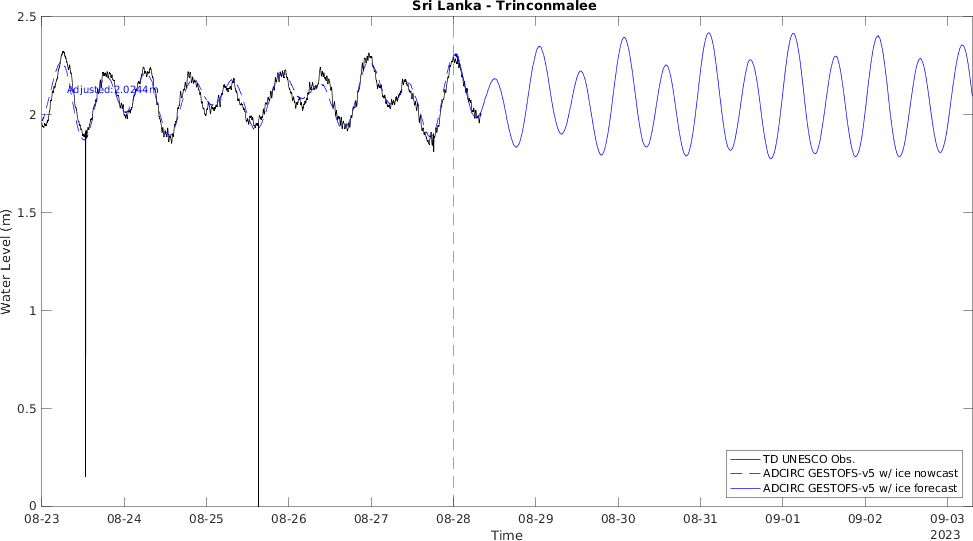 Sri Lanka - Trinconmalee
2.5
2
1.5
1
0.5
0
Water Level (m)
Adjusted:2.0244m
TD UNESCO Obs.
ADCIRC GESTOFS-v5 w/ ice nowcast
ADCIRC GESTOFS-v5 w/ ice forecast
08-23 08-24 08-25 08-26 08-27 08-28 08-29 08-30 08-31 09-01 09-02 09-03
2023
Time